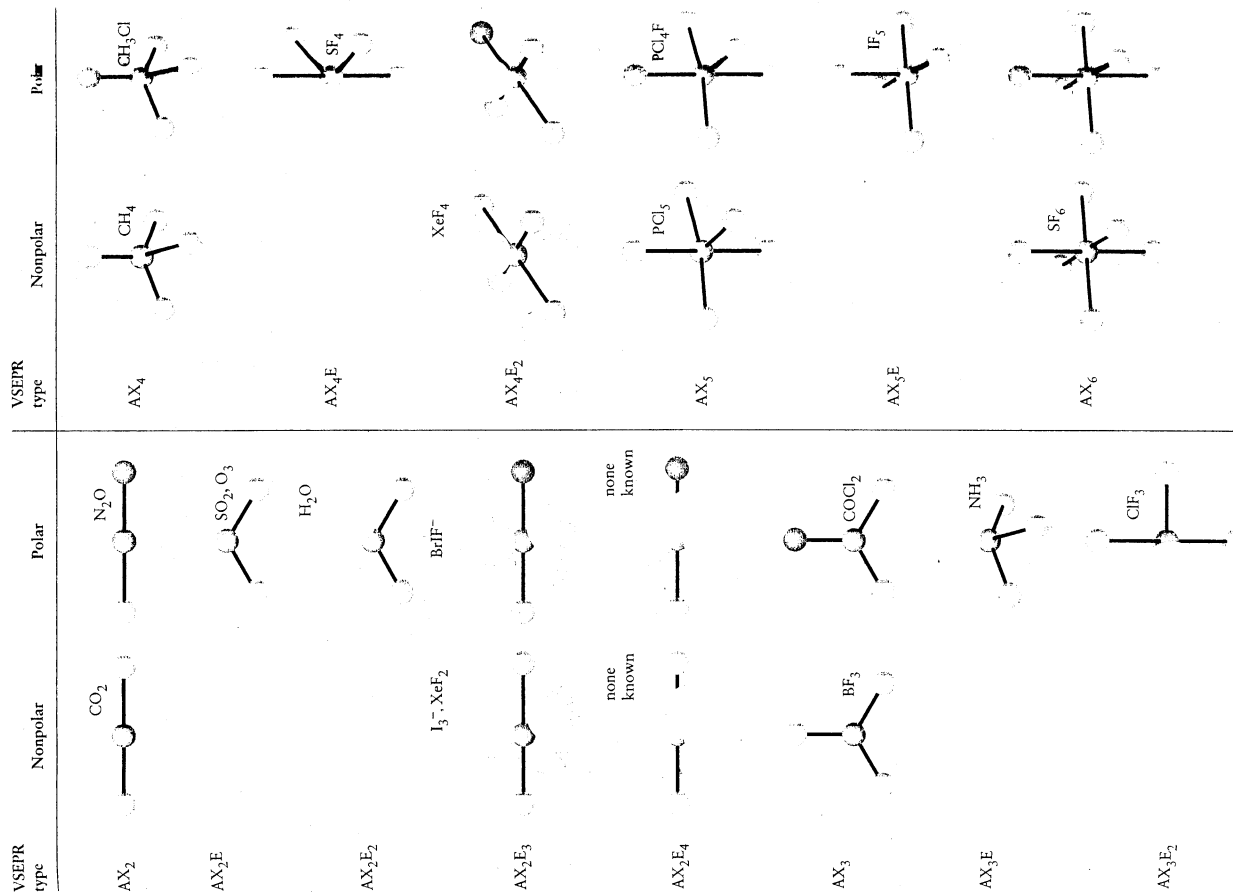 VSEPR
type Nonpolar Polar
AX₂ CO₂ N₂O
AX₂E SO₂, O₃
AX₂E₂ H₂O
AX₂E₃ I₃⁻. XeF₂ BrIF⁻
AX₂E₄ none
known none
known
AX₃ BF₃ COCl₂
AX₃E NH₃
AX₃E₂ ClF₃
VSEPR
type Nonpolar Polar
AX₄ CH₄ CH₃Cl
AX₄E SF₄
AX₄E₂ XeF₄
AX₅ PCl₅ PCl₄F
AX₅E IF₅
AX₆ SF₆